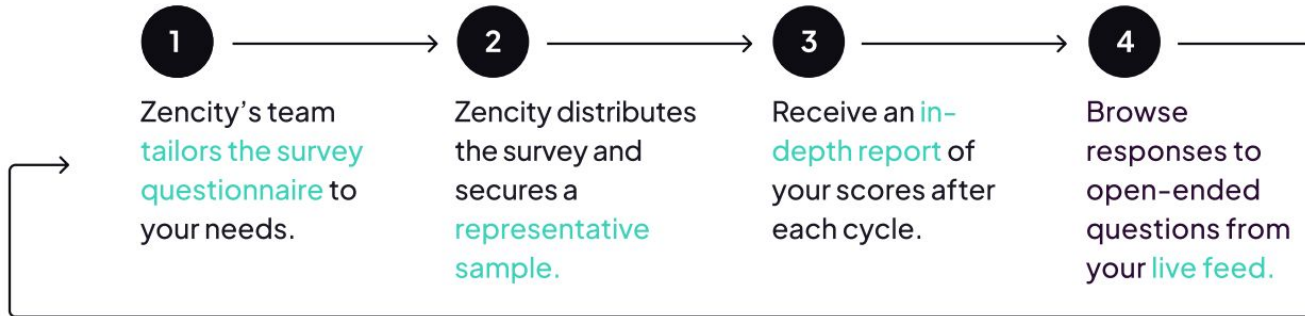 1
Zencity's team
tailors the survey
questionnaire to
your needs.
2
Zencity distributes
the survey and
secures a
representative
sample.
3
Receive an in-
depth report of
your scores after
each cycle.
4
Browse
responses to
open-ended
questions from
your live feed.